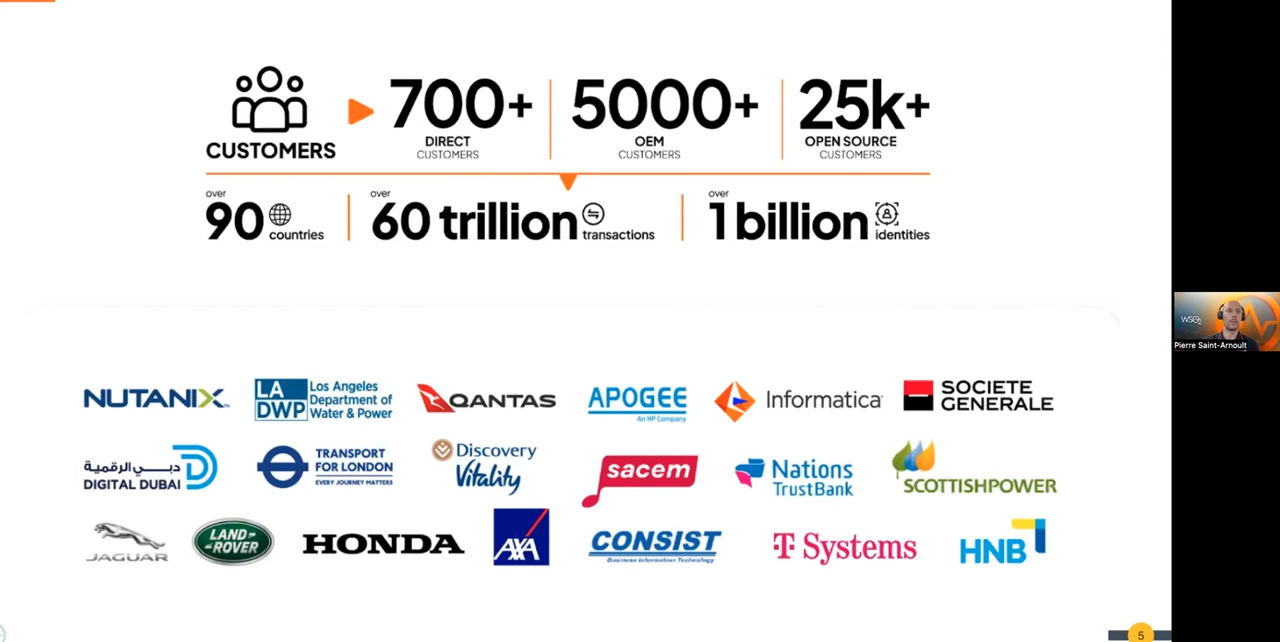 700+
5000+
25k+
CUSTOMERS
DIRECT
CUSTOMERS
OEM
CUSTOMERS
OPEN SOURCE
CUSTOMERS
over
90
countries
over
60 trillion
transactions
over
1 billion
identities
WSO2
Pierre Saint-Arnoult
NUTANIX
LA
DWP
Los Angeles
Department of
Water & Power
QANTAS
APOGEE
An HP Company
Informatica
SOCIETE
GENERALE
دبي الرقمية
DIGITAL DUBAI
TRANSPORT
FOR LONDON
EVERY JOURNEY MATTERS
Discovery
Vitality
sacem
Nations
TrustBank
SCOTTISHPOWER
JAGUAR
LAND-
-ROVER
HONDA
AXA
CONSIST
Business Information Technology
T Systems
HNB
5